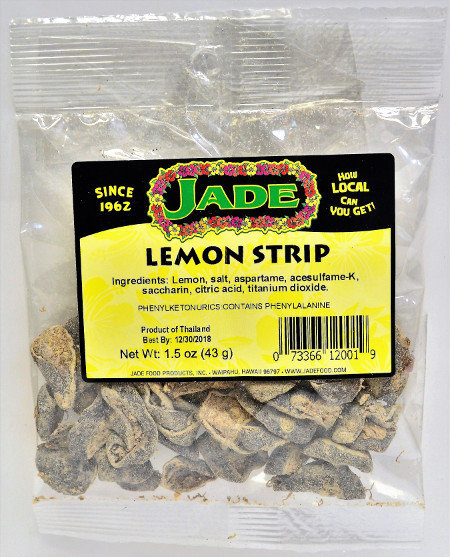 SINCE
1962
JADE
HOW
LOCAL
CAN
YOU GET!
LEMON STRIP
Ingredients: Lemon, salt, aspartame, acesulfame-K,
saccharin, citric acid, titanium dioxide.
PHENYLKETONURICS CONTAINS PHENYLALANINE
Product of Thailand
Best By: 12/30/2018
Net Wt: 1.5 oz (43 g)
0 73366 12001 9
JADE FOOD PRODUCTS, INC. - WAIPAHU, HAWAII 96797 - WWW.JADEFOOD.COM